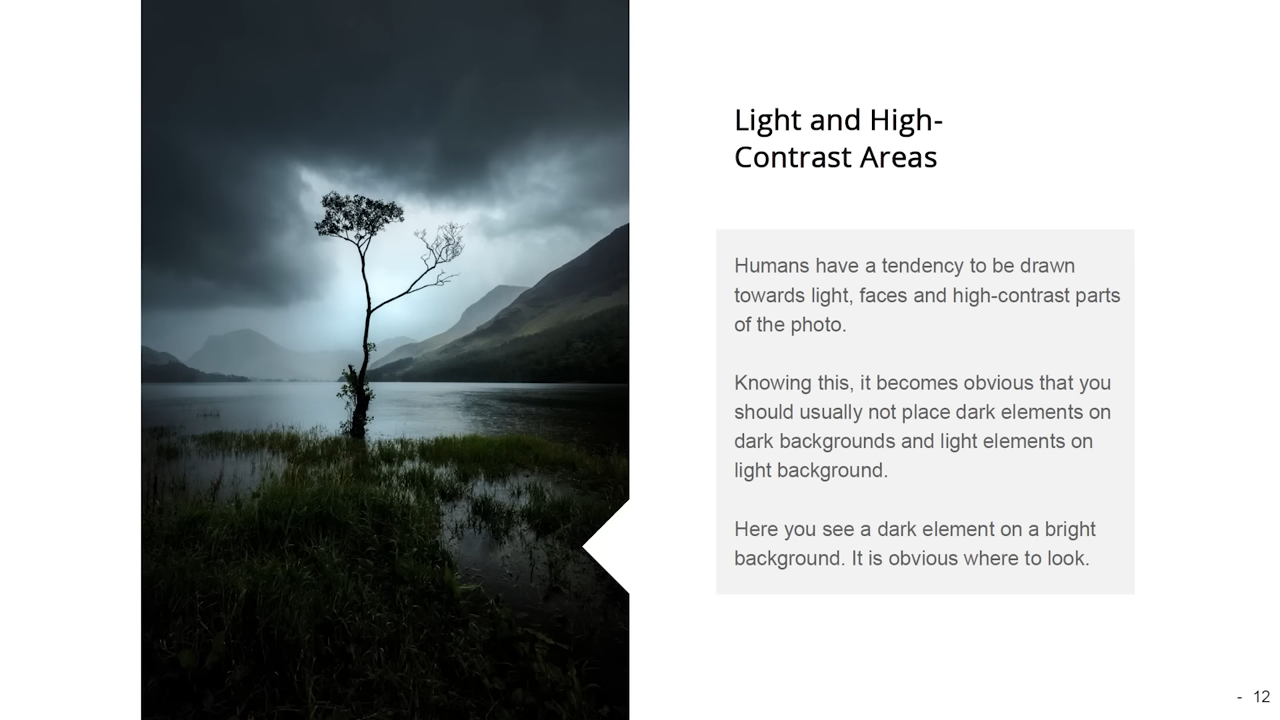 Light and High-
Contrast Areas
Humans have a tendency to be drawn
towards light, faces and high-contrast parts
of the photo.
Knowing this, it becomes obvious that you
should usually not place dark elements on
dark backgrounds and light elements on
light background.
Here you see a dark element on a bright
background. It is obvious where to look.
- 12